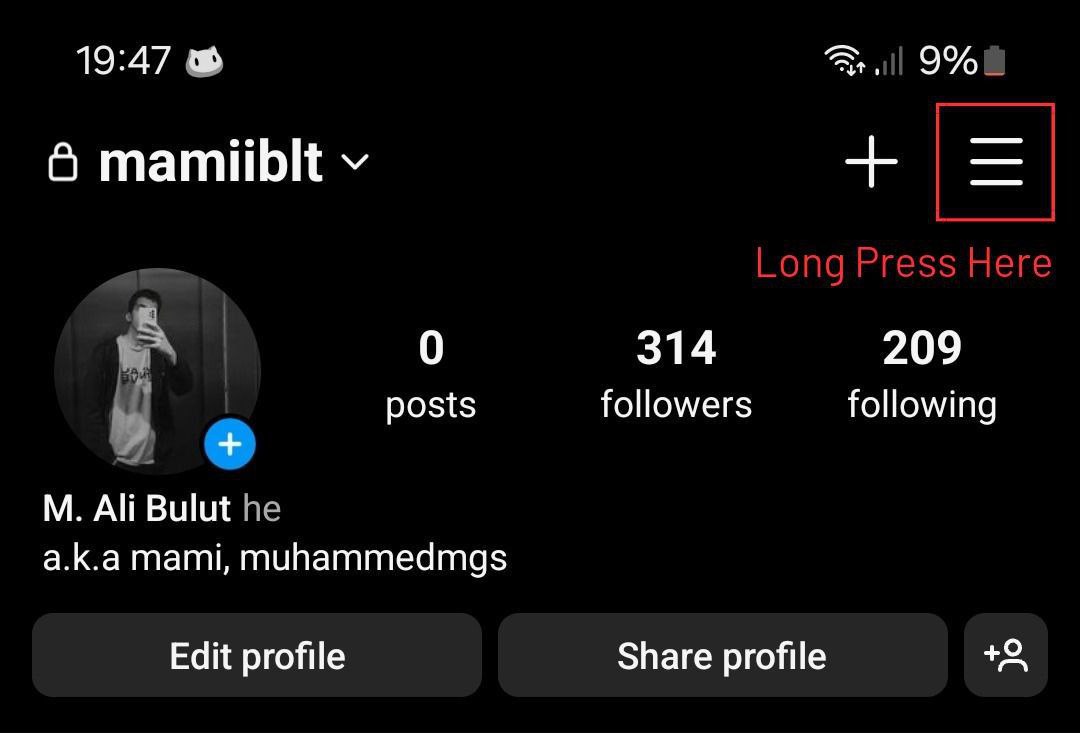 19:47 9%
mamiiblt
Long Press Here
0 314 209
posts followers following
M. Ali Bulut he
a.k.a mami, muhammedmgs
Edit profile Share profile